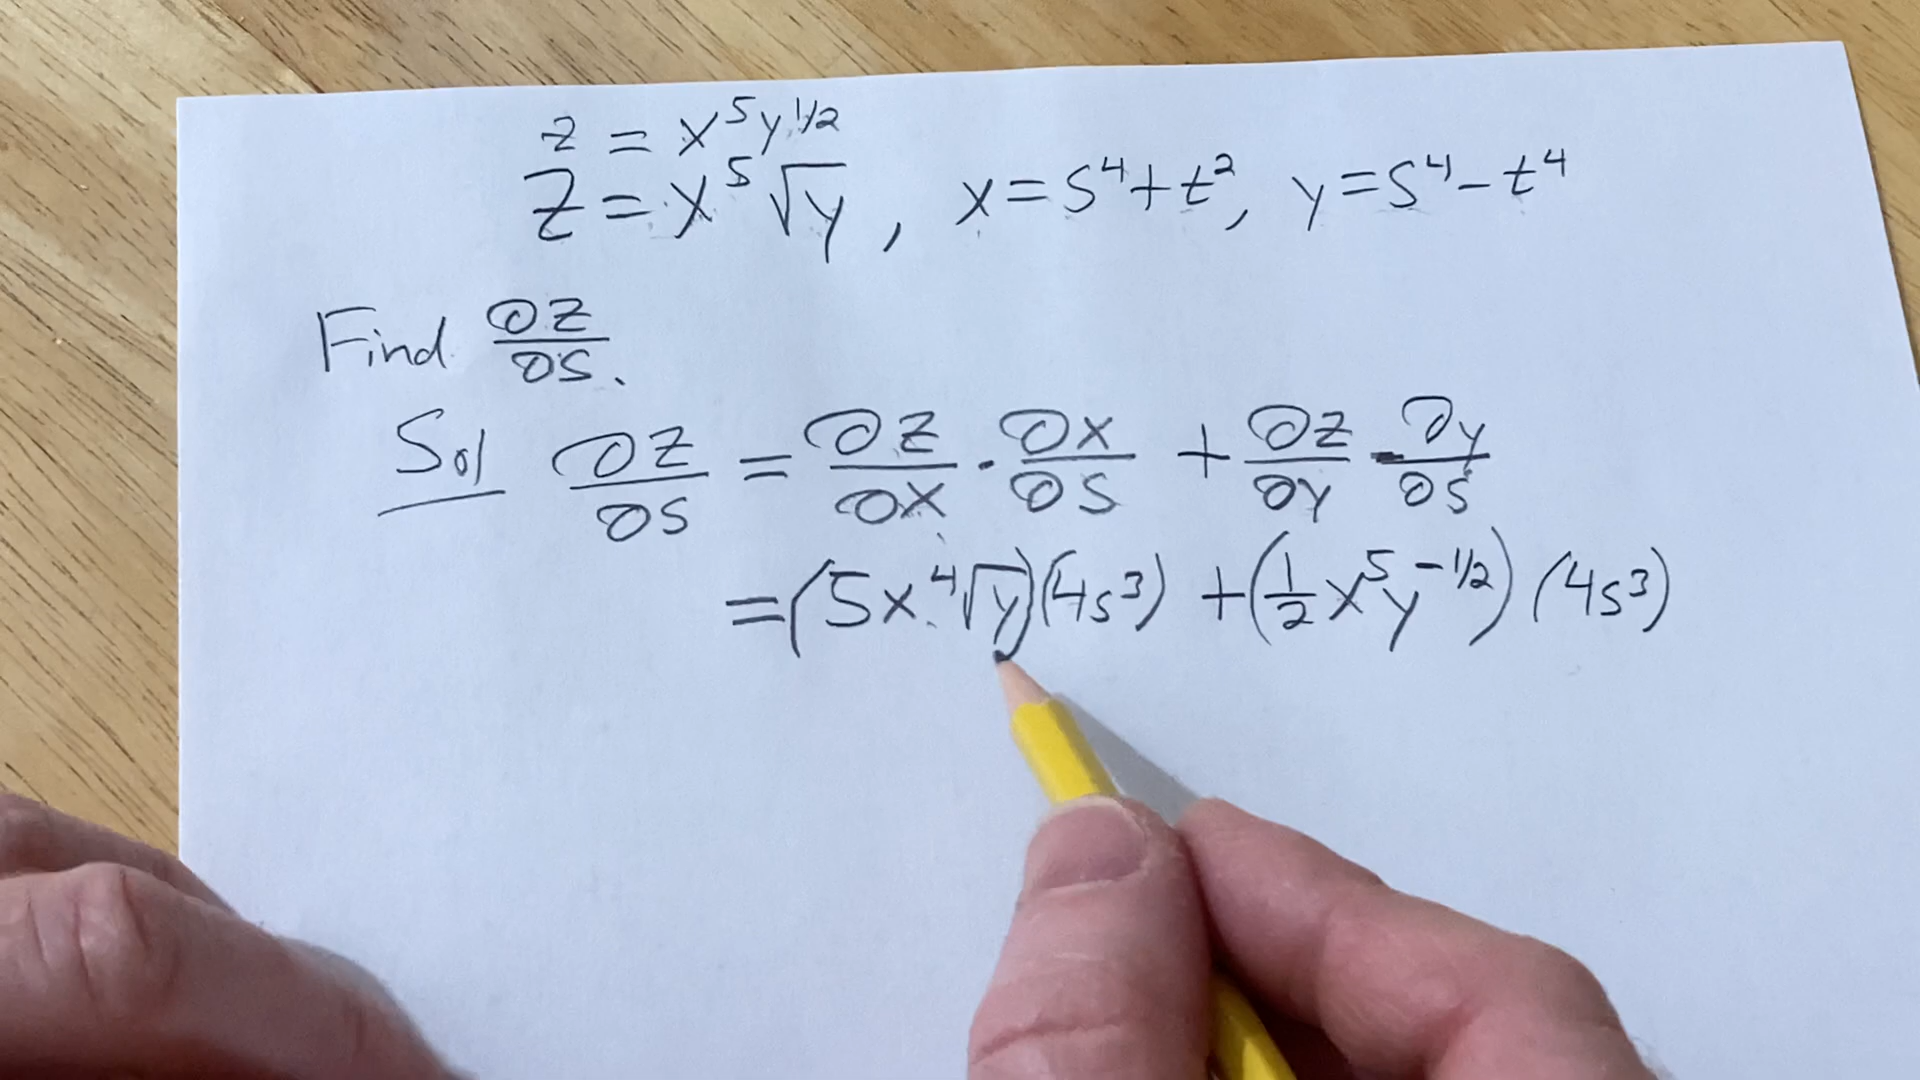 z = x^5 y^{1/2}
z = x^5 √y, x = s^4 + t^2, y = s^4 - t^4
Find ∂z/∂s.
Sol ∂z/∂s = ∂z/∂x · ∂x/∂s + ∂z/∂y · ∂y/∂s
= (5x^4 √y)(4s^3) + (1/2 x^5 y^{-1/2})(4s^3)